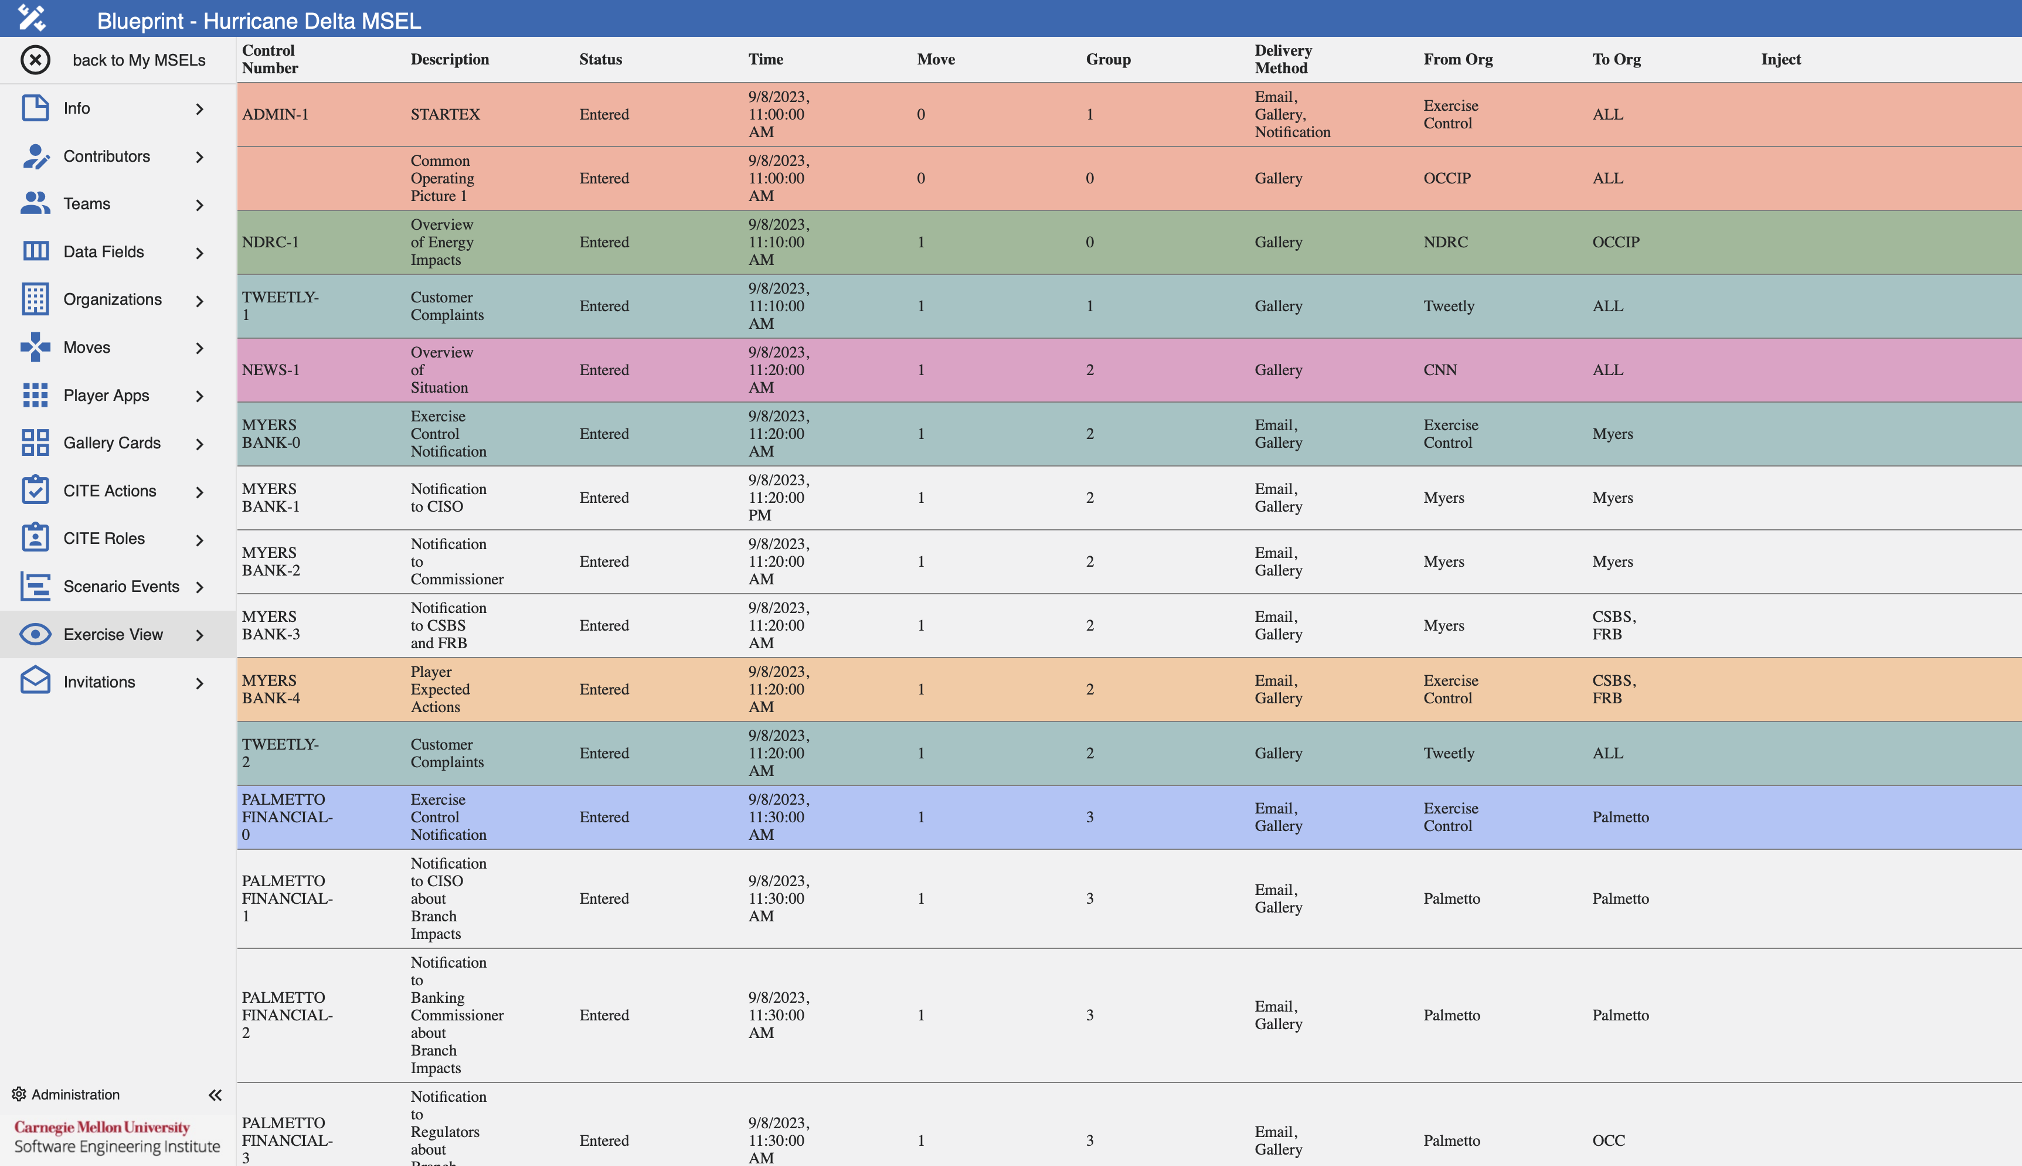 Blueprint - Hurricane Delta MSEL
back to My MSELs
Info
Contributors
Teams
Data Fields
Organizations
Moves
Player Apps
Gallery Cards
CITE Actions
CITE Roles
Scenario Events
Exercise View
Invitations
Administration
Carnegie Mellon University
Software Engineering Institute
Control
Number
Description
Status
Time
Move
Group
Delivery
Method
From Org
To Org
Inject
ADMIN-1
STARTEX
Entered
9/8/2023,
11:00:00
AM
0
1
Email,
Gallery,
Notification
Exercise
Control
ALL
Common
Operating
Picture 1
Entered
9/8/2023,
11:00:00
AM
0
0
Gallery
OCCIP
ALL
NDRC-1
Overview
of Energy
Impacts
Entered
9/8/2023,
11:10:00
AM
1
0
Gallery
NDRC
OCCIP
TWEETLY-
1
Customer
Complaints
Entered
9/8/2023,
11:10:00
AM
1
1
Gallery
Tweetly
ALL
NEWS-1
Overview
of
Situation
Entered
9/8/2023,
11:20:00
AM
1
2
Gallery
CNN
ALL
MYERS
BANK-0
Exercise
Control
Notification
Entered
9/8/2023,
11:20:00
AM
1
2
Email,
Gallery
Exercise
Control
Myers
MYERS
BANK-1
Notification
to CISO
Entered
9/8/2023,
11:20:00
PM
1
2
Email,
Gallery
Myers
Myers
MYERS
BANK-2
Notification
to
Commissioner
Entered
9/8/2023,
11:20:00
AM
1
2
Email,
Gallery
Myers
Myers
MYERS
BANK-3
Notification
to CSBS
and FRB
Entered
9/8/2023,
11:20:00
AM
1
2
Email,
Gallery
Myers
CSBS,
FRB
MYERS
BANK-4
Player
Expected
Actions
Entered
9/8/2023,
11:20:00
AM
1
2
Email,
Gallery
Exercise
Control
CSBS,
FRB
TWEETLY-
2
Customer
Complaints
Entered
9/8/2023,
11:20:00
AM
1
2
Gallery
Tweetly
ALL
PALMETTO
FINANCIAL-
0
Exercise
Control
Notification
Entered
9/8/2023,
11:30:00
AM
1
3
Email,
Gallery
Exercise
Control
Palmetto
PALMETTO
FINANCIAL-
1
Notification
to CISO
about
Branch
Impacts
Entered
9/8/2023,
11:30:00
AM
1
3
Email,
Gallery
Palmetto
Palmetto
PALMETTO
FINANCIAL-
2
Notification
to
Banking
Commissioner
about
Branch
Impacts
Entered
9/8/2023,
11:30:00
AM
1
3
Email,
Gallery
Palmetto
Palmetto
PALMETTO
FINANCIAL-
3
Notification
to
Regulators
about
Entered
9/8/2023,
11:30:00
AM
1
3
Email,
Gallery
Palmetto
OCC